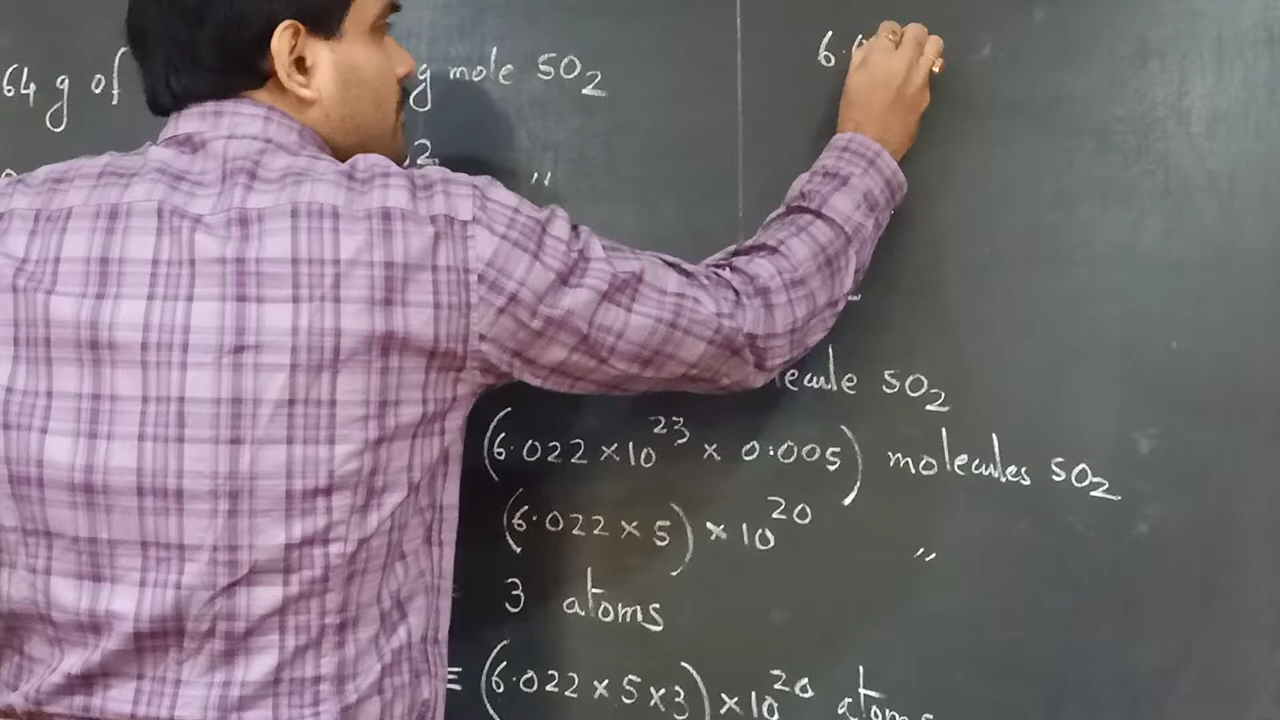 64 g of g mole SO2
6.
2 "
ecule SO2
(6.022 × 10^23 × 0.005) molecules SO2
(6.022 × 5) × 10^20 "
3 atoms
≡ (6.022 × 5 × 3) × 10^20 atoms